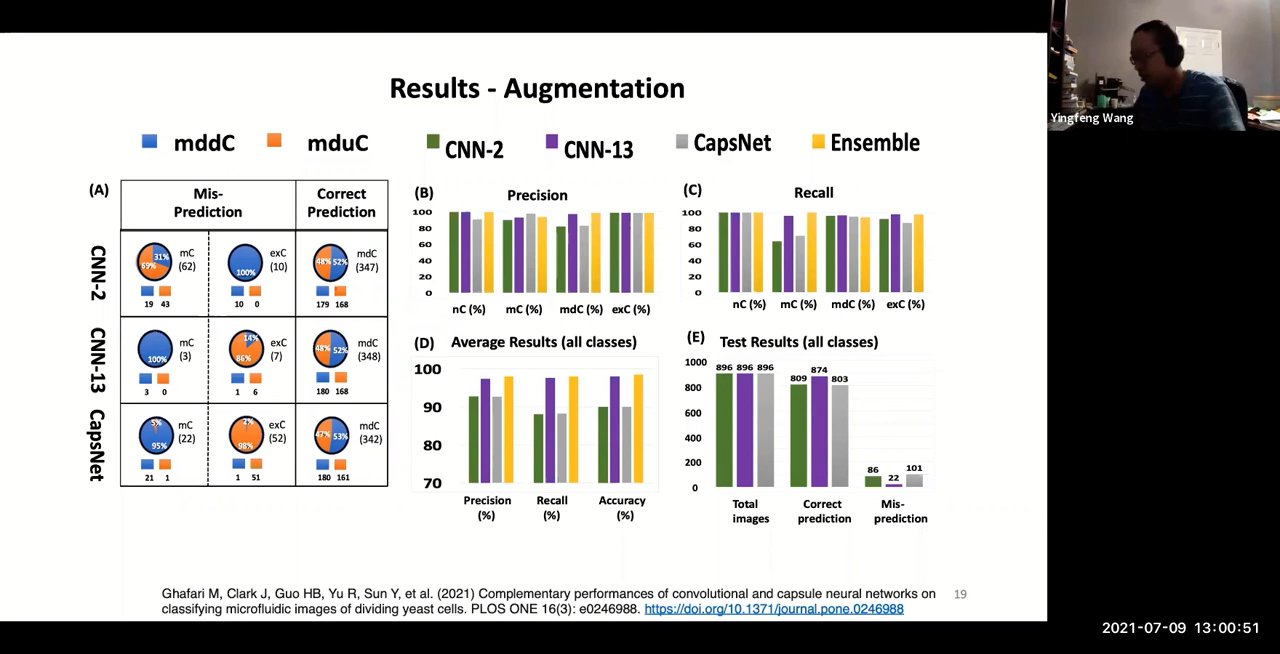 Results - Augmentation
mddC mduC CNN-2 CNN-13 CapsNet Ensemble
(A)
Mis-
Prediction
Correct
Prediction
CNN-2
31%
69%
mC
(62)
19 43
100%
exC
(10)
10 0
48% 52%
mdC
(347)
179 168
CNN-13
100%
mC
(3)
3 0
14%
86%
exC
(7)
1 6
48% 52%
mdC
(348)
180 168
CapsNet
5%
95%
mC
(22)
21 1
2%
98%
exC
(52)
1 51
47% 53%
mdC
(342)
180 161
(B) Precision
100
80
60
40
20
0
nC (%) mC (%) mdC (%) exC (%)
(C) Recall
100
80
60
40
20
0
nC (%) mC (%) mdC (%) exC (%)
(D) Average Results (all classes)
100
90
80
70
Precision
(%)
Recall
(%)
Accuracy
(%)
(E) Test Results (all classes)
1000
800
600
400
200
0
896 896 896
809 874 803
86 22 101
Total
images
Correct
prediction
Mis-
prediction
Ghafari M, Clark J, Guo HB, Yu R, Sun Y, et al. (2021) Complementary performances of convolutional and capsule neural networks on
classifying microfluidic images of dividing yeast cells. PLOS ONE 16(3): e0246988. https://doi.org/10.1371/journal.pone.0246988
19
Yingfeng Wang
2021-07-09 13:00:51